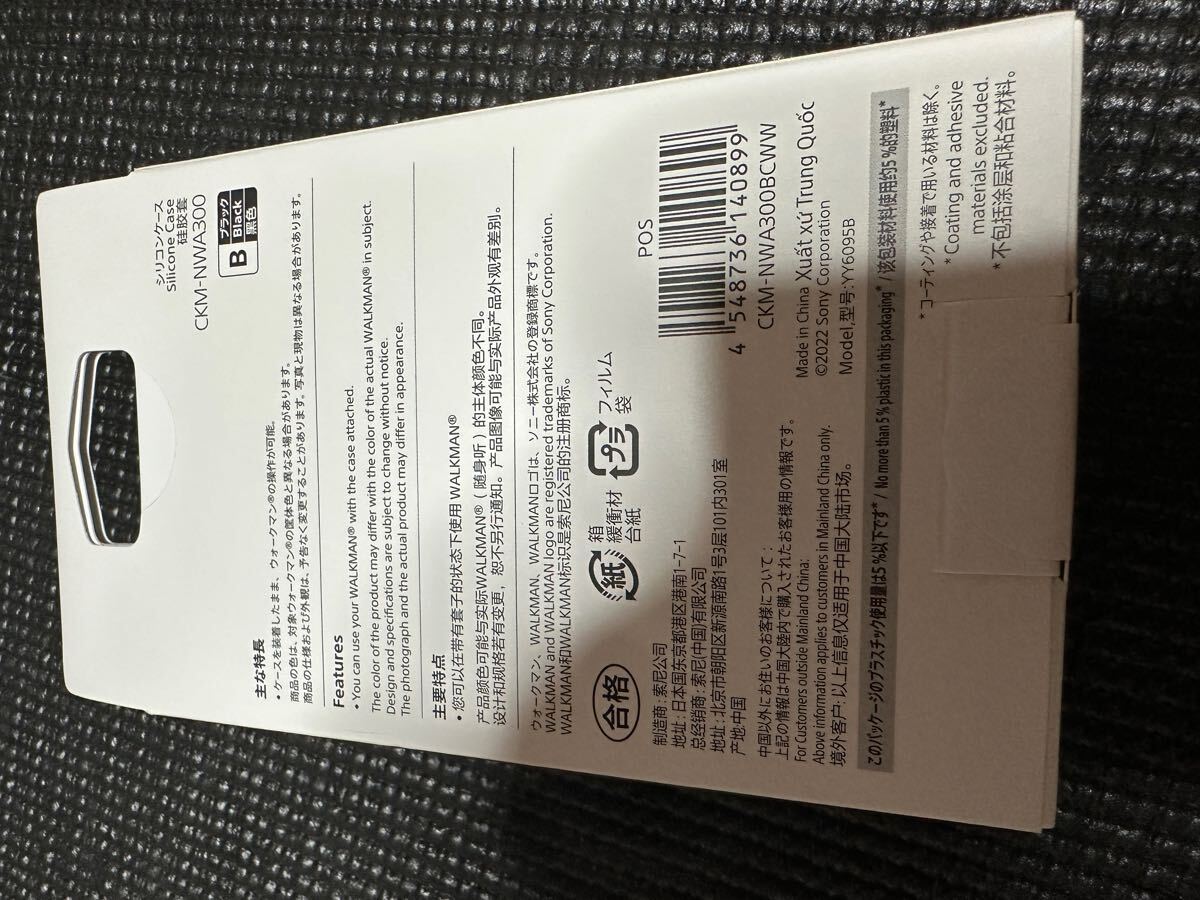 シリコンケース
Silicone Case
硅胶套
CKM-NWA300
B
ブラック
Black
黑色
主な特長
• ケースを装着したまま、ウォークマン®の操作が可能。
商品の色は、対象ウォークマン®の筐体色と異なる場合があります。
商品の仕様および外観は、予告なく変更することがあります。写真と現物は異なる場合があります。
Features
• You can use your WALKMAN® with the case attached.
The color of the product may differ with the color of the actual WALKMAN® in subject.
Design and specifications are subject to change without notice.
The photograph and the actual product may differ in appearance.
主要特点
• 您可以在带有套子的状态下使用 WALKMAN®
产品颜色可能与实际WALKMAN®（随身听）的主体颜色不同。
设计和规格若有变更，恕不另行通知。产品图像可能与实际产品外观有差别。
ウォークマン、WALKMAN、WALKMANロゴは、ソニー株式会社の登録商標です。
WALKMAN and WALKMAN logo are registered trademarks of Sony Corporation.
WALKMAN和WALKMAN标识是索尼公司的注册商标。
合格
紙
箱
緩衝材
台紙
プラ
フィルム
袋
POS
4 548736 140899
CKM-NWA300BCWW
制造商：索尼公司
地址：日本国东京都港区港南1-7-1
总经销商：索尼(中国)有限公司
地址：北京市朝阳区新源南路1号3层101内301室
产地:中国
Made in China Xuất xứ Trung Quốc
©2022 Sony Corporation
Model,型号:YY6095B
中国以外にお住いのお客様について：
上記の情報は中国大陸内で購入されたお客様用の情報です。
For customers outside Mainland China:
Above information applies to customers in Mainland China only.
境外客户：以上信息仅适用于中国大陆市场。
このパッケージのプラスチック使用量は5 %以下です* / No more than 5 % plastic in this packaging* / 该包装材料使用约5 %的塑料*
*コーティングや接着で用いる材料は除く。
*Coating and adhesive
materials excluded.
*不包括涂层和粘合材料。